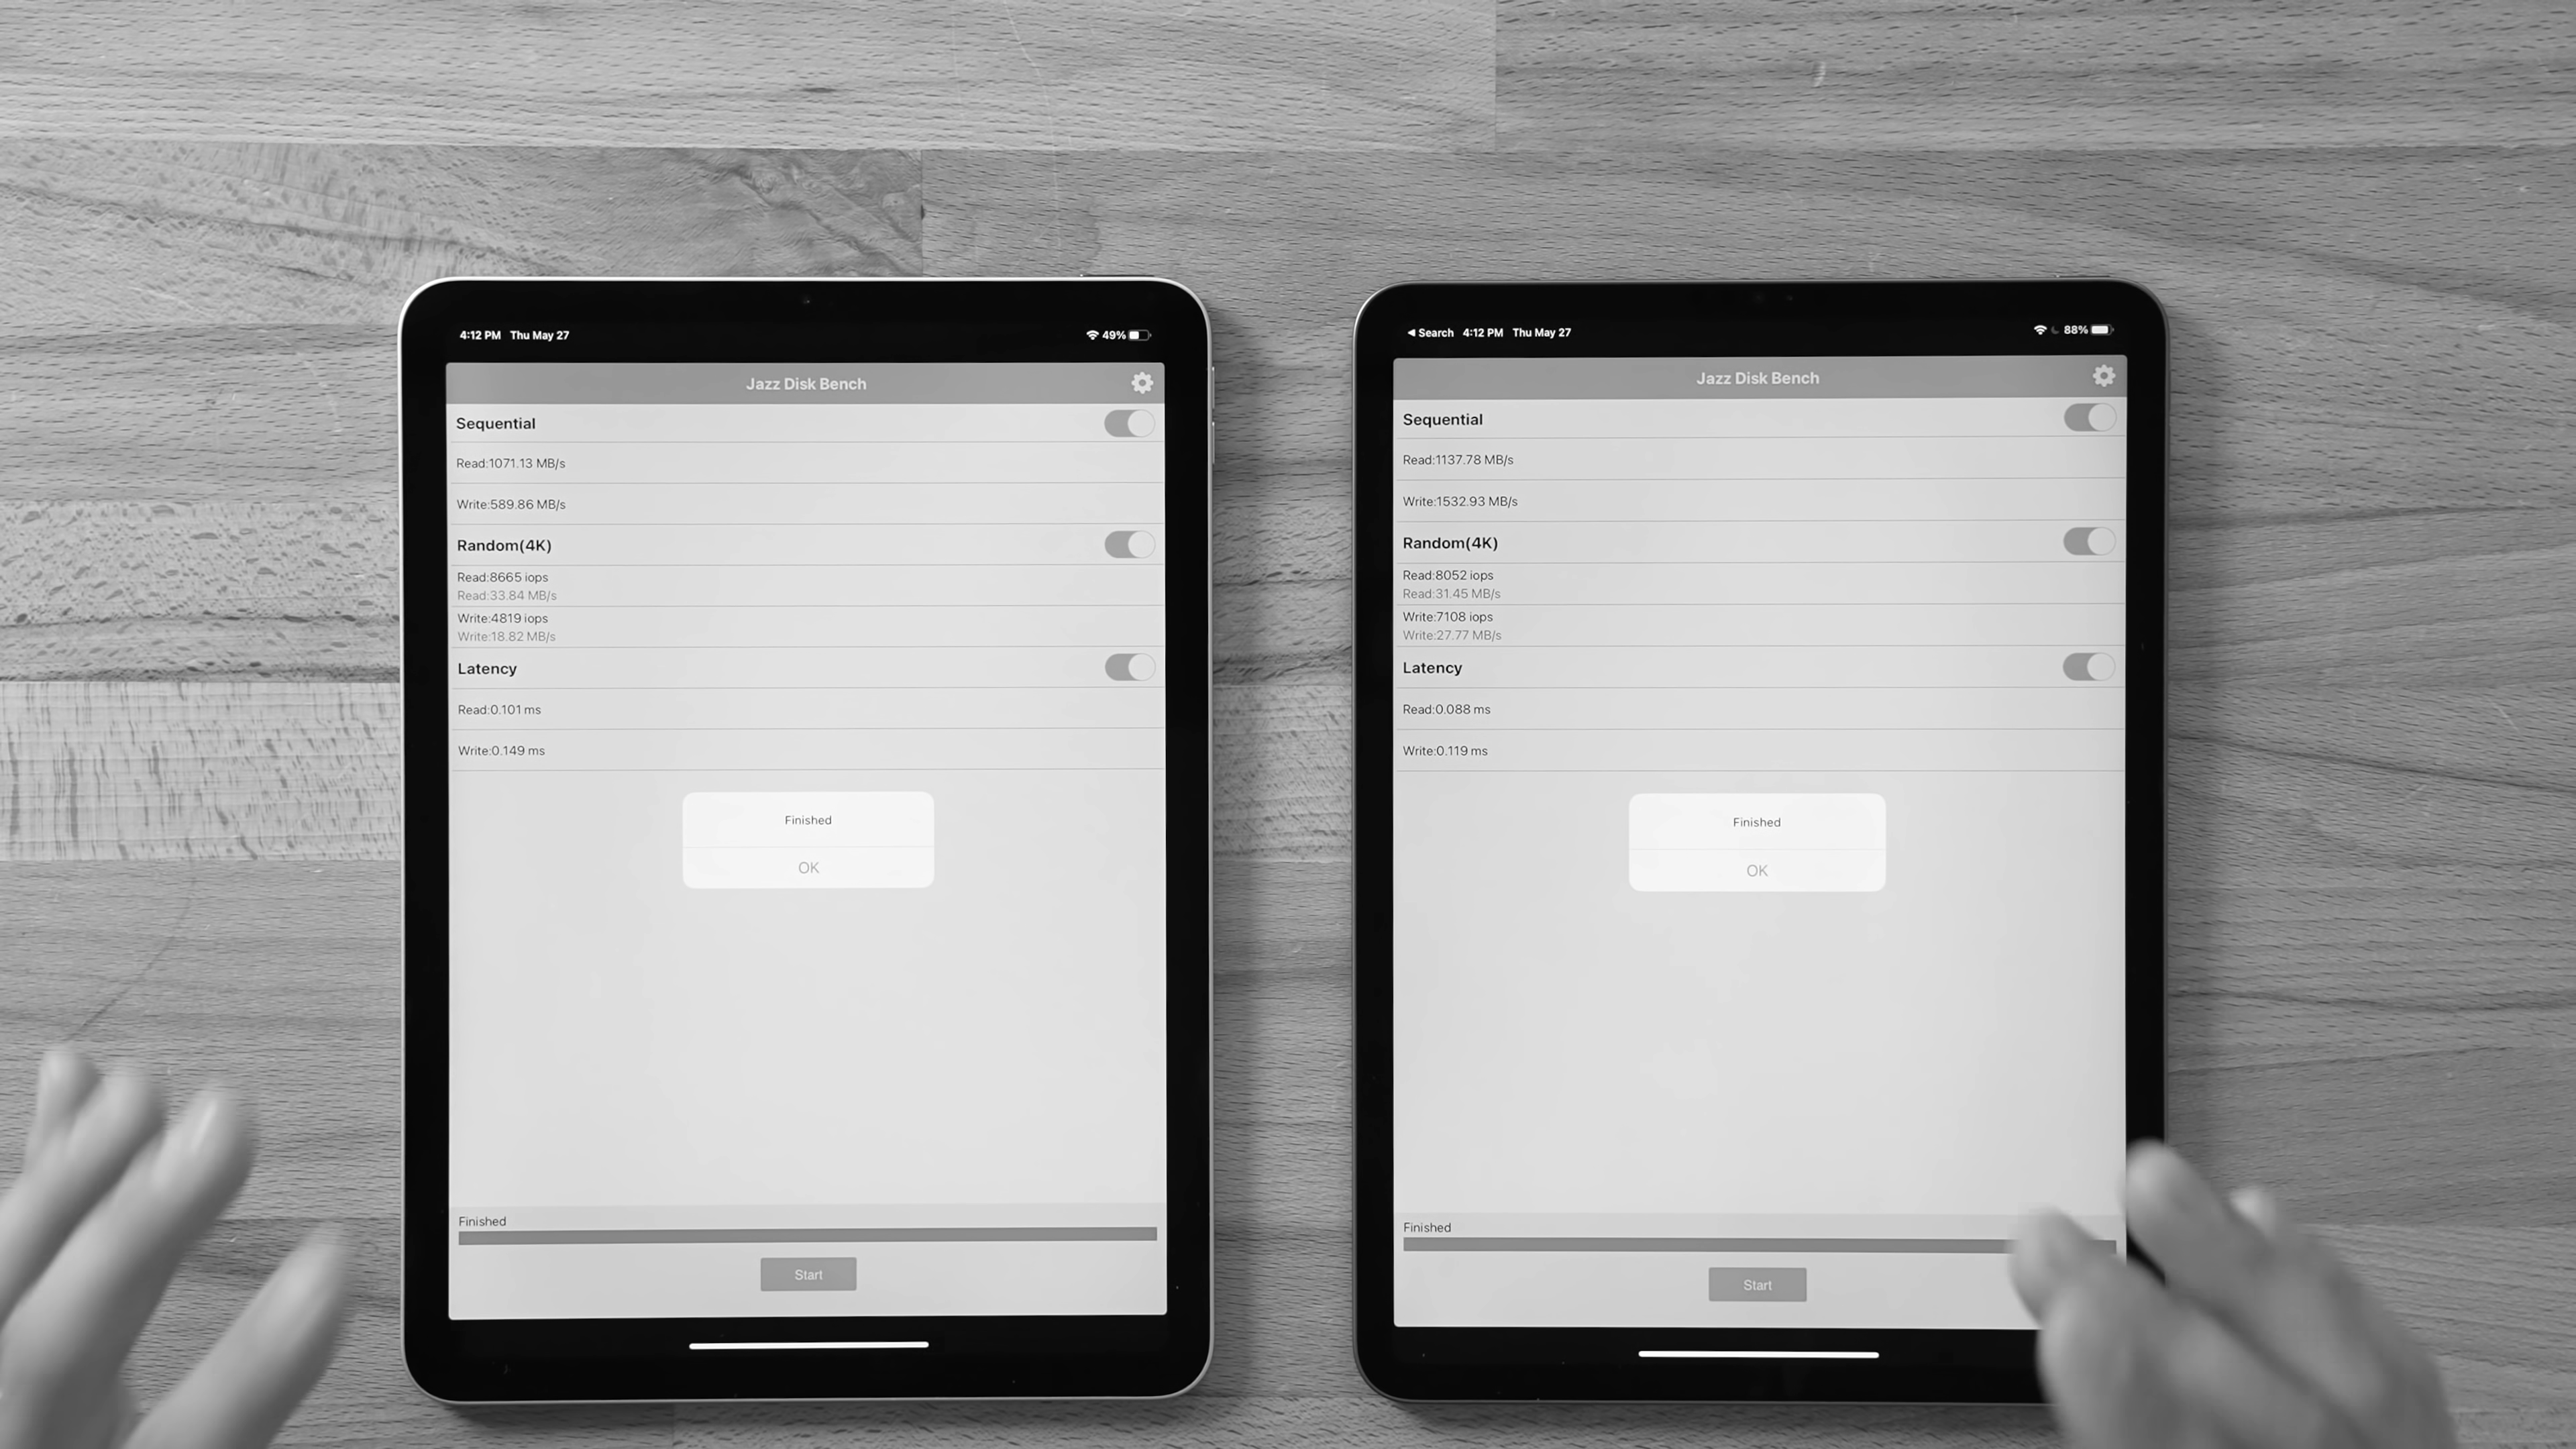 4:12 PM Thu May 27
49%
Jazz Disk Bench
Sequential
Read:1071.13 MB/s
Write:589.86 MB/s
Random(4K)
Read:8665 iops
Read:33.84 MB/s
Write:4819 iops
Write:18.82 MB/s
Latency
Read:0.101 ms
Write:0.149 ms
Finished
OK
Finished
Start
Search 4:12 PM Thu May 27
88%
Jazz Disk Bench
Sequential
Read:1137.78 MB/s
Write:1532.93 MB/s
Random(4K)
Read:8052 iops
Read:31.45 MB/s
Write:7108 iops
Write:27.77 MB/s
Latency
Read:0.088 ms
Write:0.119 ms
Finished
OK
Finished
Start